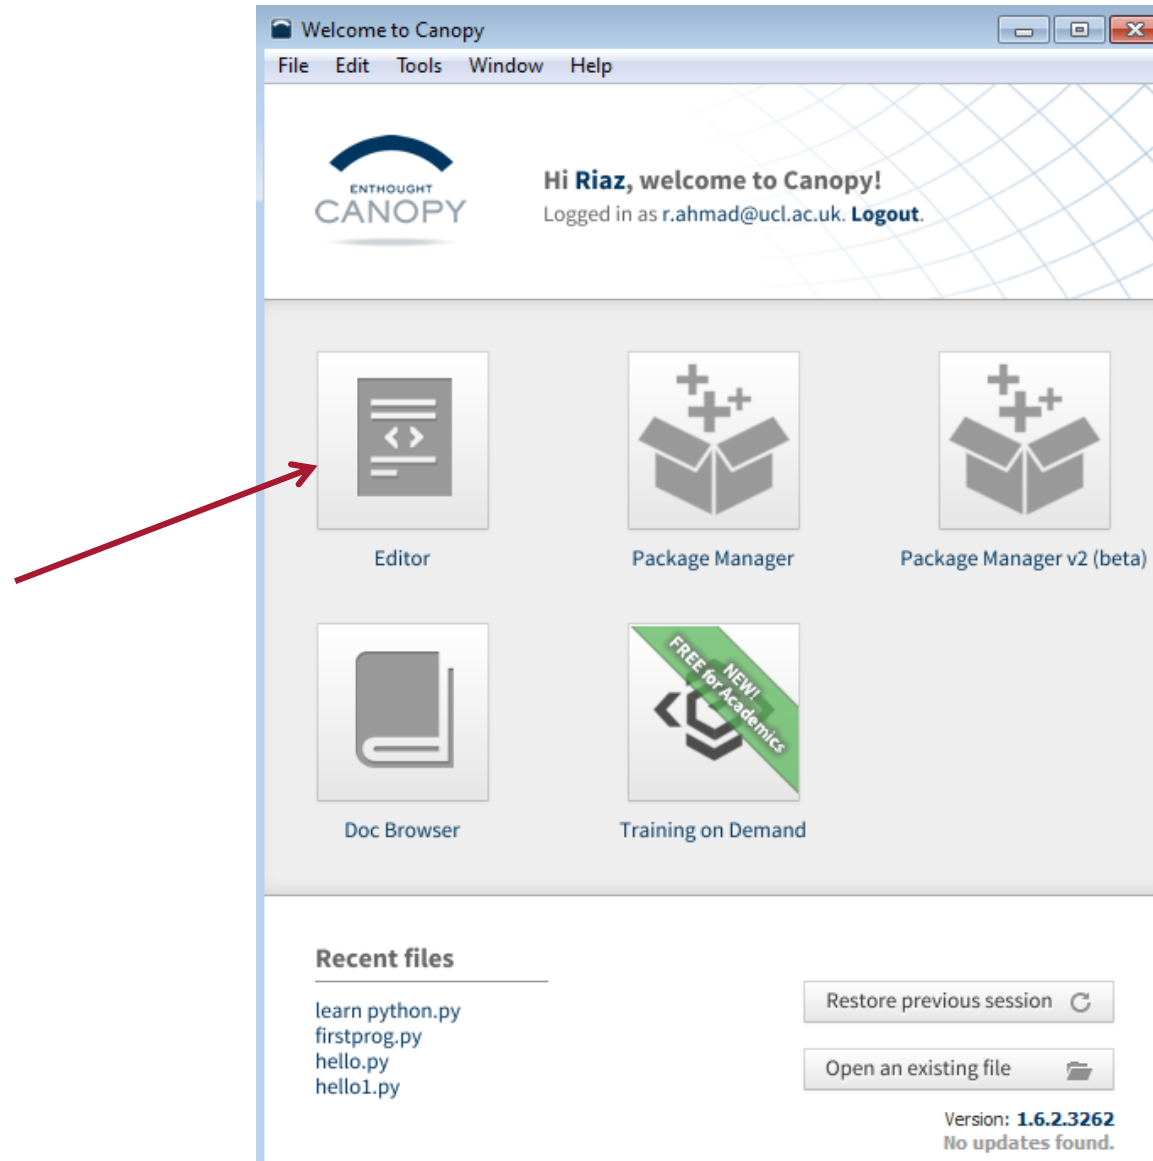 Welcome to Canopy
File Edit Tools Window Help
ENTHOUGHT
CANOPY
Hi Riaz, welcome to Canopy!
Logged in as r.ahmad@ucl.ac.uk. Logout.
Editor
Package Manager
Package Manager v2 (beta)
NEW!
FREE for Academics
Doc Browser
Training on Demand
Recent files
learn python.py
firstprog.py
hello.py
hello1.py
Restore previous session
Open an existing file
Version: 1.6.2.3262
No updates found.